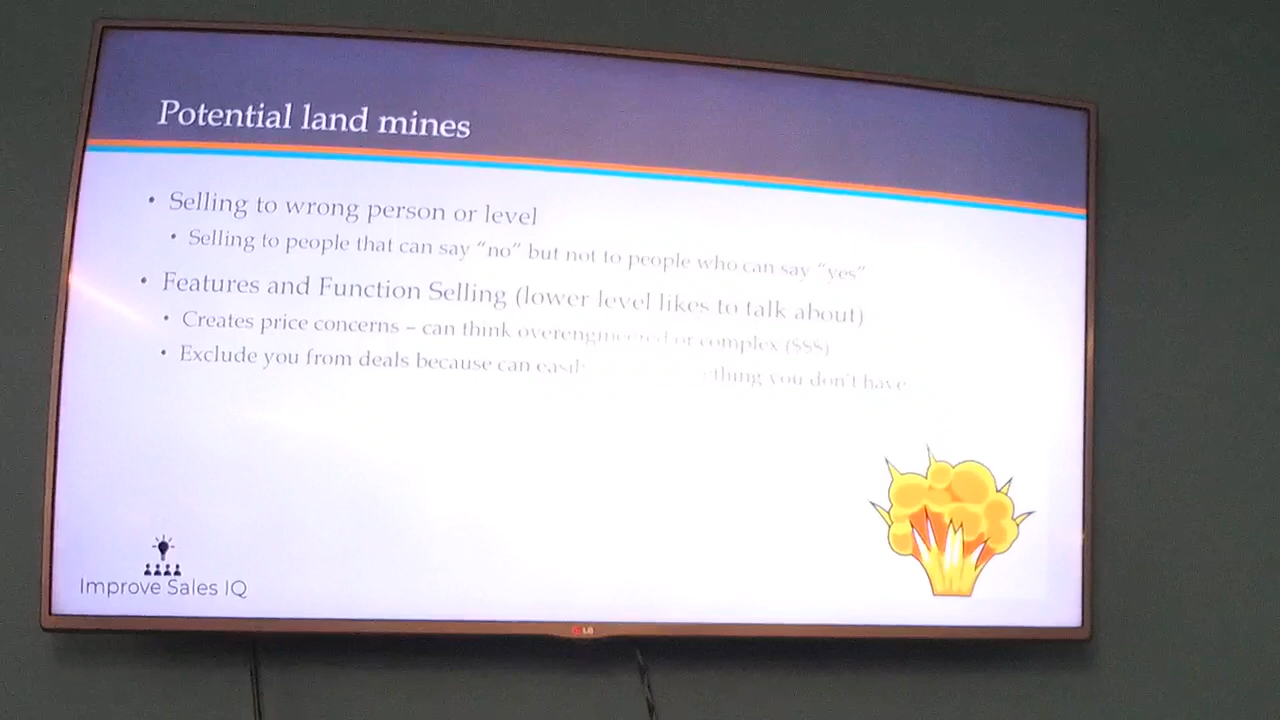 Potential land mines
• Selling to wrong person or level
• Selling to people that can say “no” but not to people who can say “yes”
• Features and Function Selling (lower level likes to talk about)
• Creates price concerns – can think overengineered or complex ($$$)
• Exclude you from deals because can you don't have
Improve Sales IQ
LG